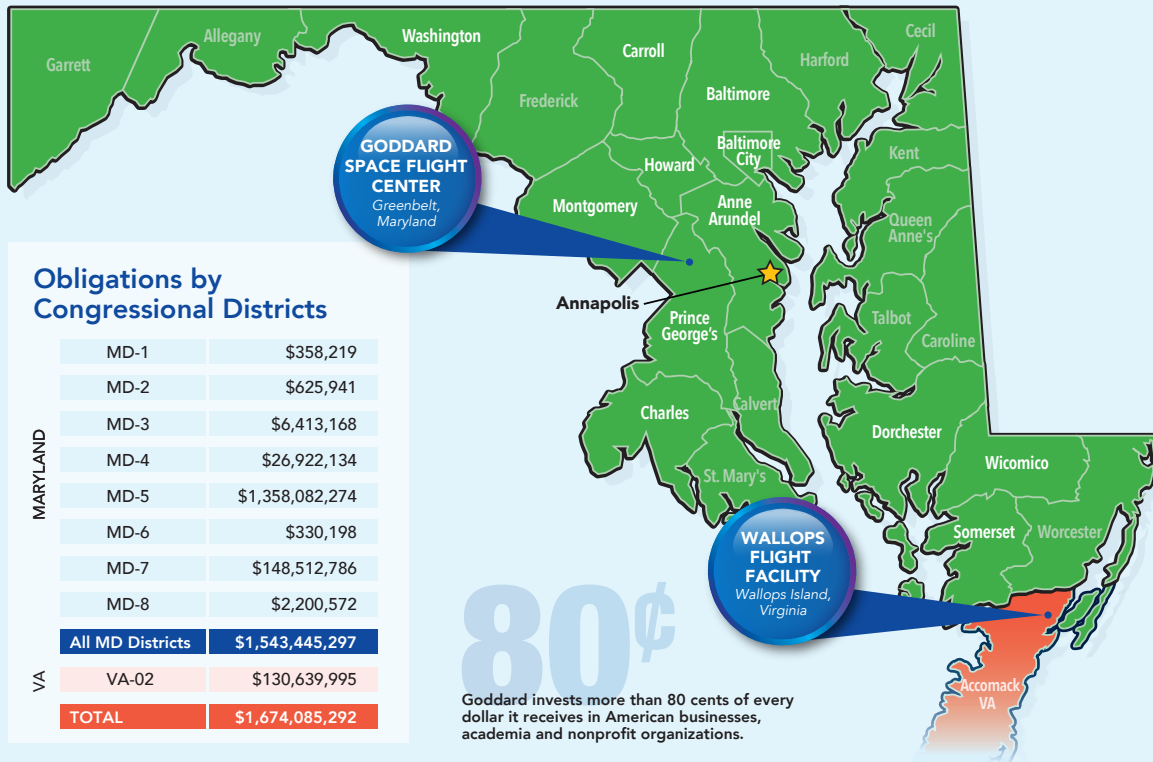 Garrett
Allegany
Washington
Frederick
Carroll
Baltimore
Harford
Cecil
Baltimore
City
Howard
Montgomery
Anne
Arundel
Kent
Queen
Anne's
Annapolis
Prince
George's
Talbot
Caroline
Charles
Calvert
St. Mary's
Dorchester
Wicomico
Somerset
Worcester
Accomack
VA
GODDARD
SPACE FLIGHT
CENTER
Greenbelt,
Maryland
WALLOPS
FLIGHT
FACILITY
Wallops Island,
Virginia
Obligations by
Congressional Districts
MARYLAND
MD-1 $358,219
MD-2 $625,941
MD-3 $6,413,168
MD-4 $26,922,134
MD-5 $1,358,082,274
MD-6 $330,198
MD-7 $148,512,786
MD-8 $2,200,572
All MD Districts $1,543,445,297
VA
VA-02 $130,639,995
TOTAL $1,674,085,292
80¢
Goddard invests more than 80 cents of every
dollar it receives in American businesses,
academia and nonprofit organizations.